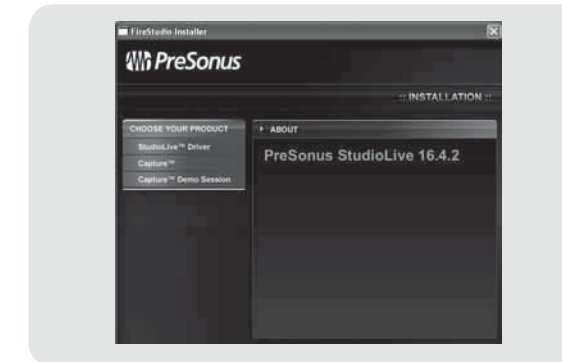 FireStudio Installer
PreSonus
:: INSTALLATION ::
CHOOSE YOUR PRODUCT
StudioLive™ Driver
Capture™
Capture™ Demo Session
ABOUT
PreSonus StudioLive 16.4.2